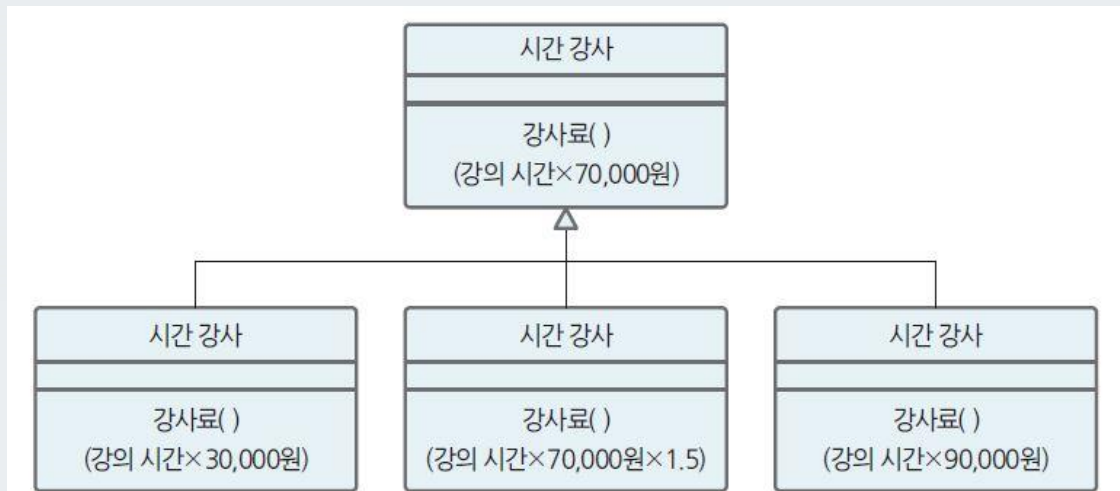 시간 강사
강사료( )
(강의 시간×70,000원)
시간 강사
강사료( )
(강의 시간×30,000원)
시간 강사
강사료( )
(강의 시간×70,000원×1.5)
시간 강사
강사료( )
(강의 시간×90,000원)